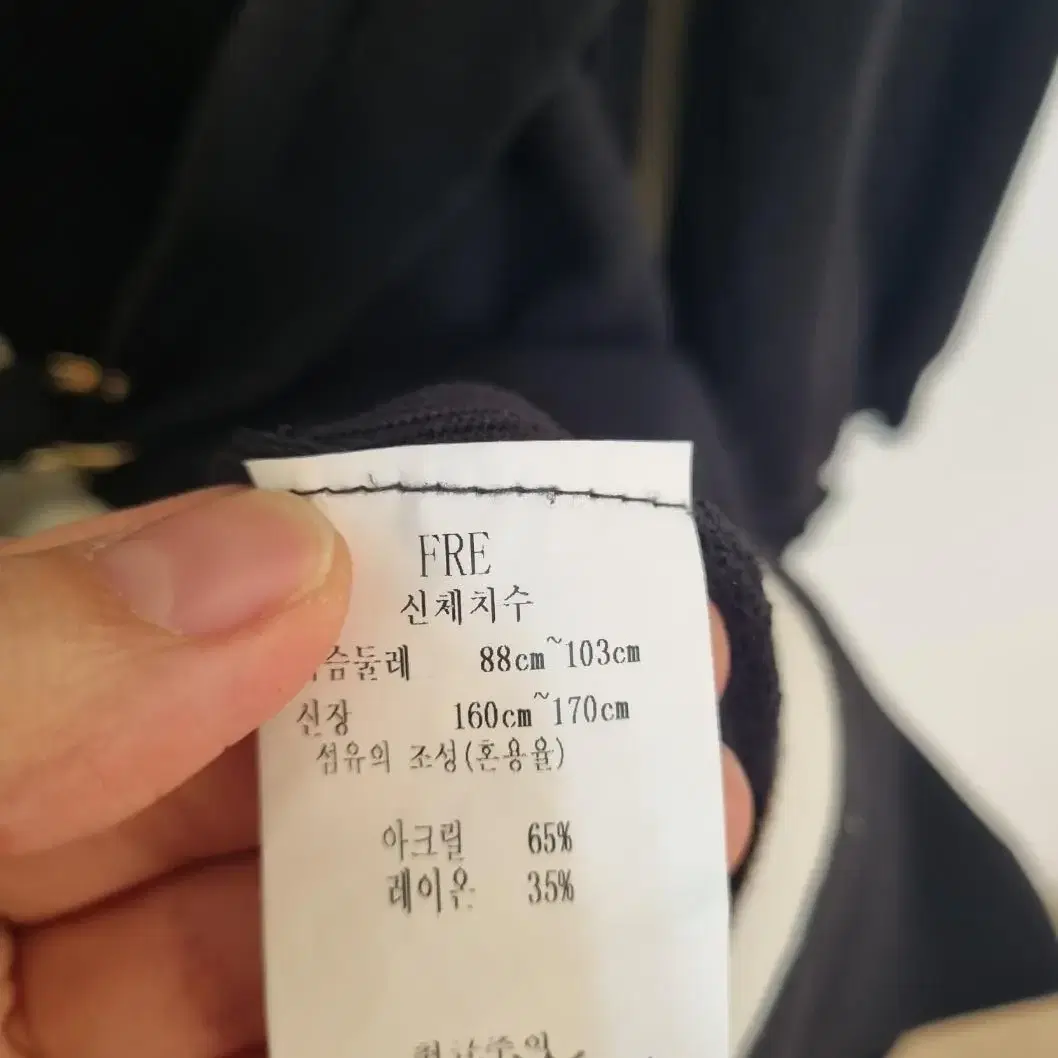 FRE
신체치수
슴둘레 88cm~103cm
신장 160cm~170cm
섬유의 조성(혼용율)
아크릴 65%
레이온 35%